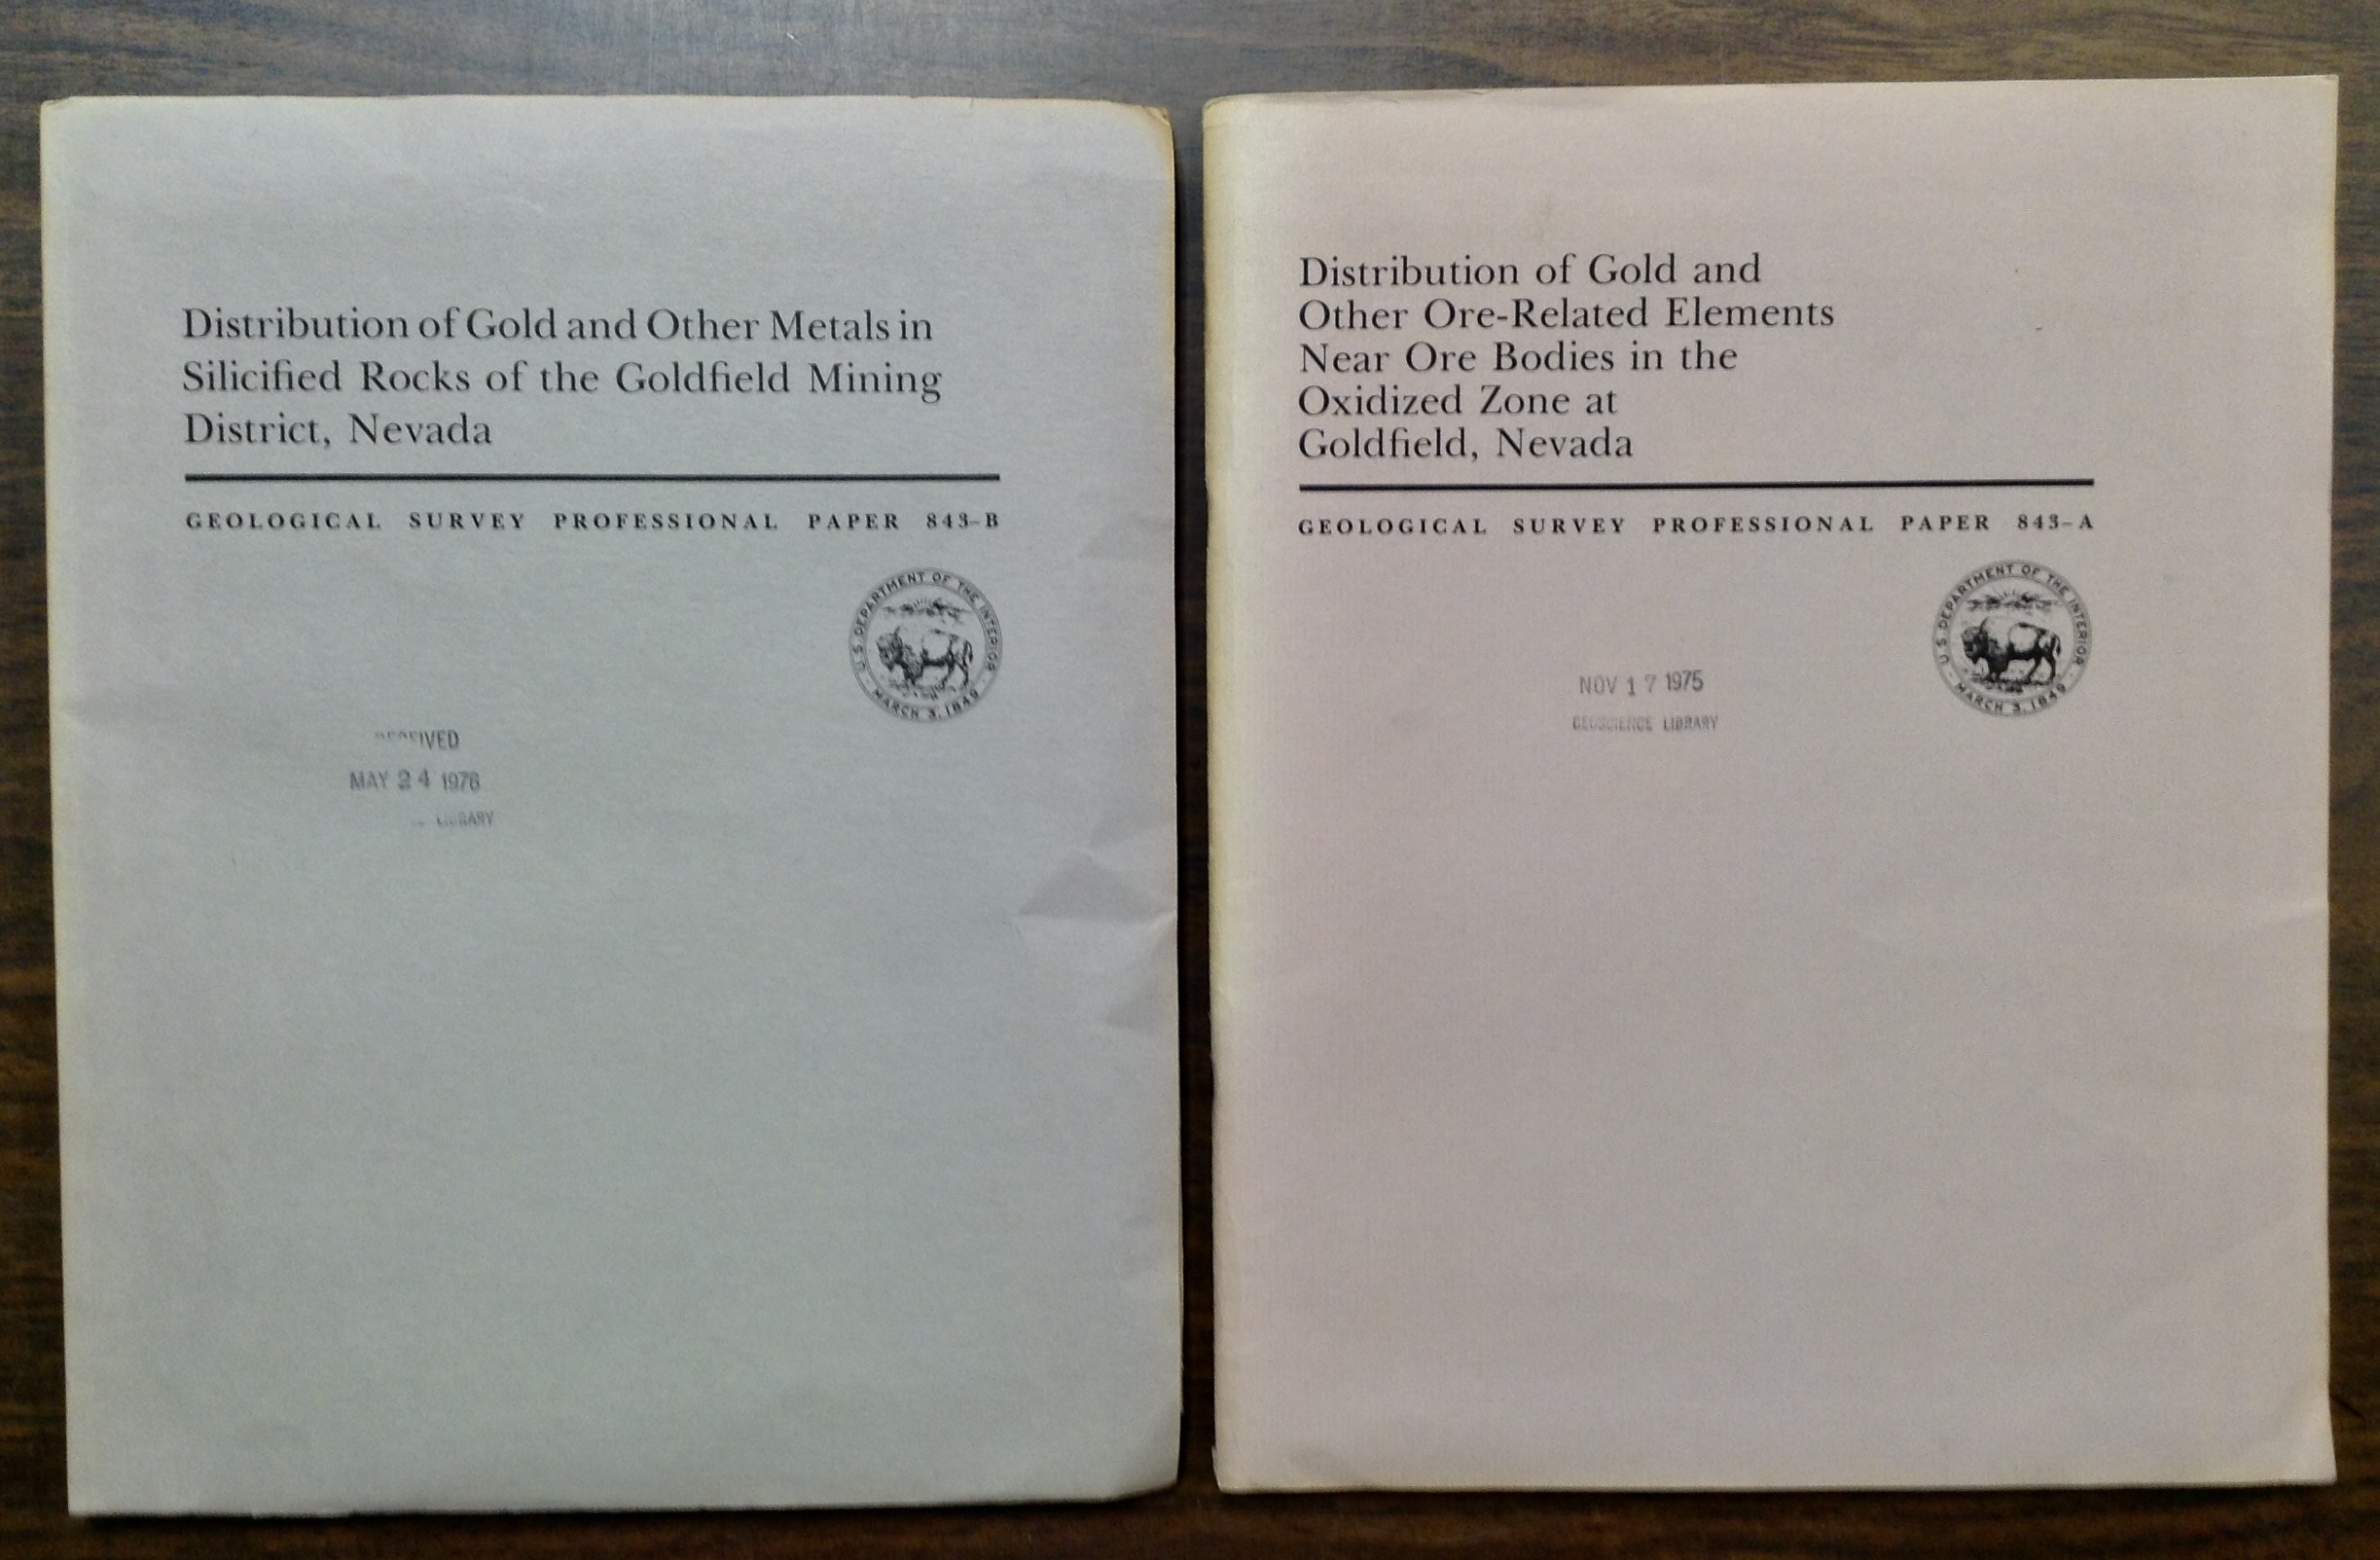 Distribution of Gold and Other Metals in
Silicified Rocks of the Goldfield Mining
District, Nevada
GEOLOGICAL SURVEY PROFESSIONAL PAPER 843-B
U.S. DEPARTMENT OF THE INTERIOR
MARCH 3, 1849
MAY 24 1976
LIBRARY
Distribution of Gold and
Other Ore-Related Elements
Near Ore Bodies in the
Oxidized Zone at
Goldfield, Nevada
GEOLOGICAL SURVEY PROFESSIONAL PAPER 843-A
U.S. DEPARTMENT OF THE INTERIOR
MARCH 3, 1849
NOV 17 1975
GEOSCIENCE LIBRARY